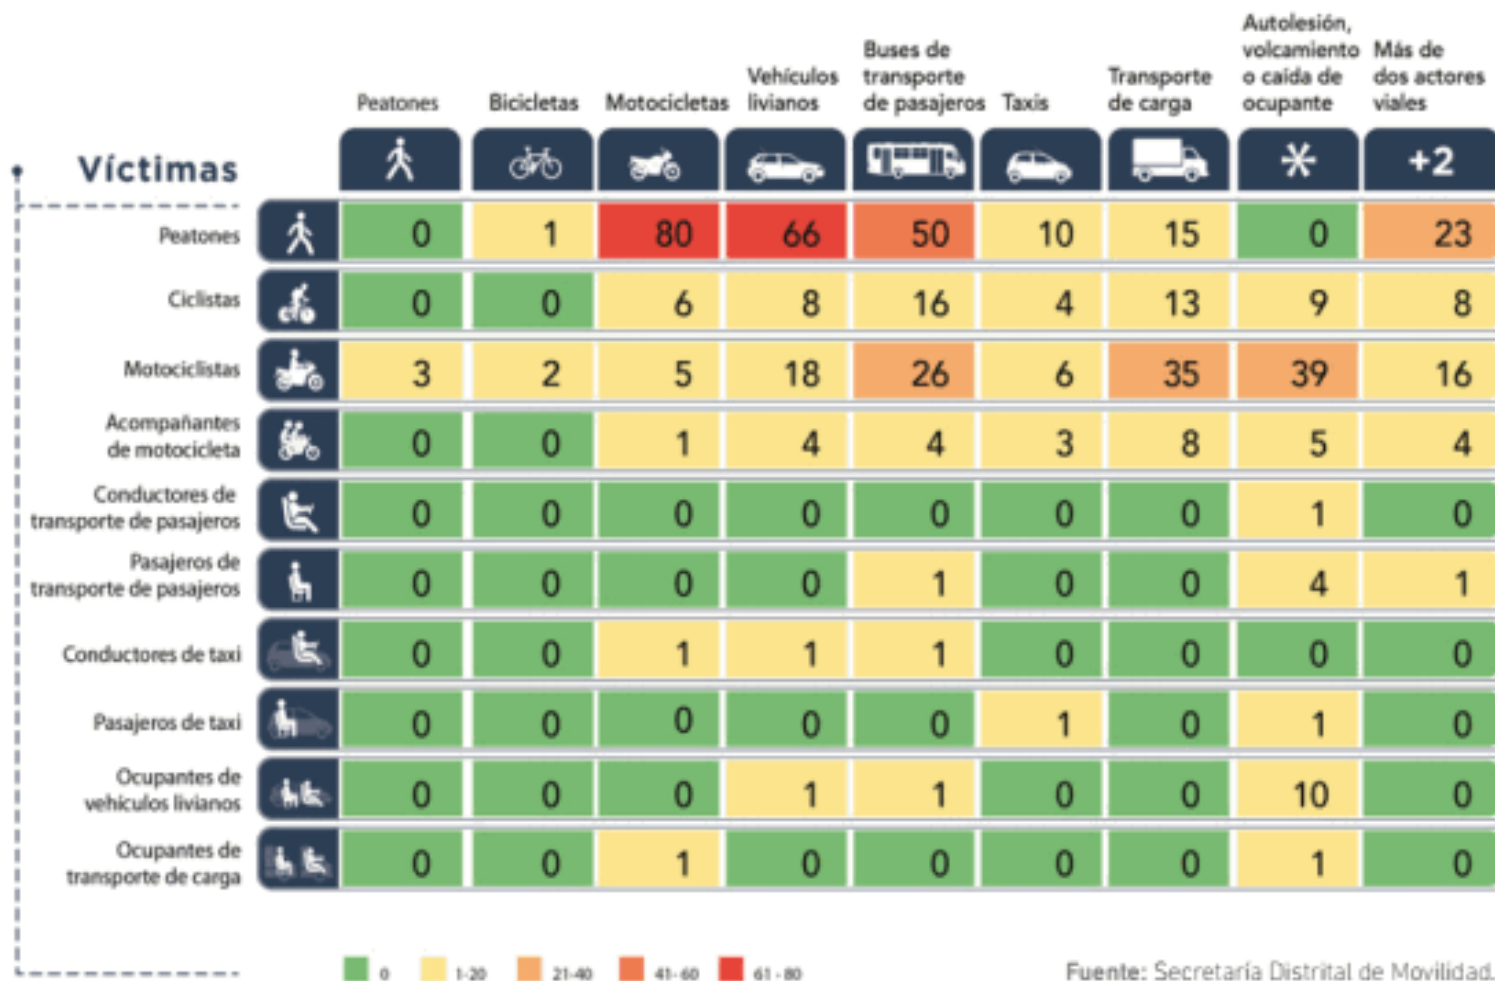 Peatones
Bicicletas
Motocicletas
Vehículos
livianos
Buses de
transporte
de pasajeros
Taxis
Transporte
de carga
Autolesión,
volcamiento
o caída de
ocupante
Más de
dos actores
viales
Víctimas
+2
Peatones 0 1 80 66 50 10 15 0 23
Ciclistas 0 0 6 8 16 4 13 9 8
Motociclistas 3 2 5 18 26 6 35 39 16
Acompañantes
de motocicleta 0 0 1 4 4 3 8 5 4
Conductores de
transporte de pasajeros 0 0 0 0 0 0 0 1 0
Pasajeros de
transporte de pasajeros 0 0 0 0 1 0 0 4 1
Conductores de taxi 0 0 1 1 1 0 0 0 0
Pasajeros de taxi 0 0 0 0 0 1 0 1 0
Ocupantes de
vehículos livianos 0 0 0 1 1 0 0 10 0
Ocupantes de
transporte de carga 0 0 1 0 0 0 0 1 0
0 1-20 21-40 41-60 61-80
Fuente: Secretaría Distrital de Movilidad.